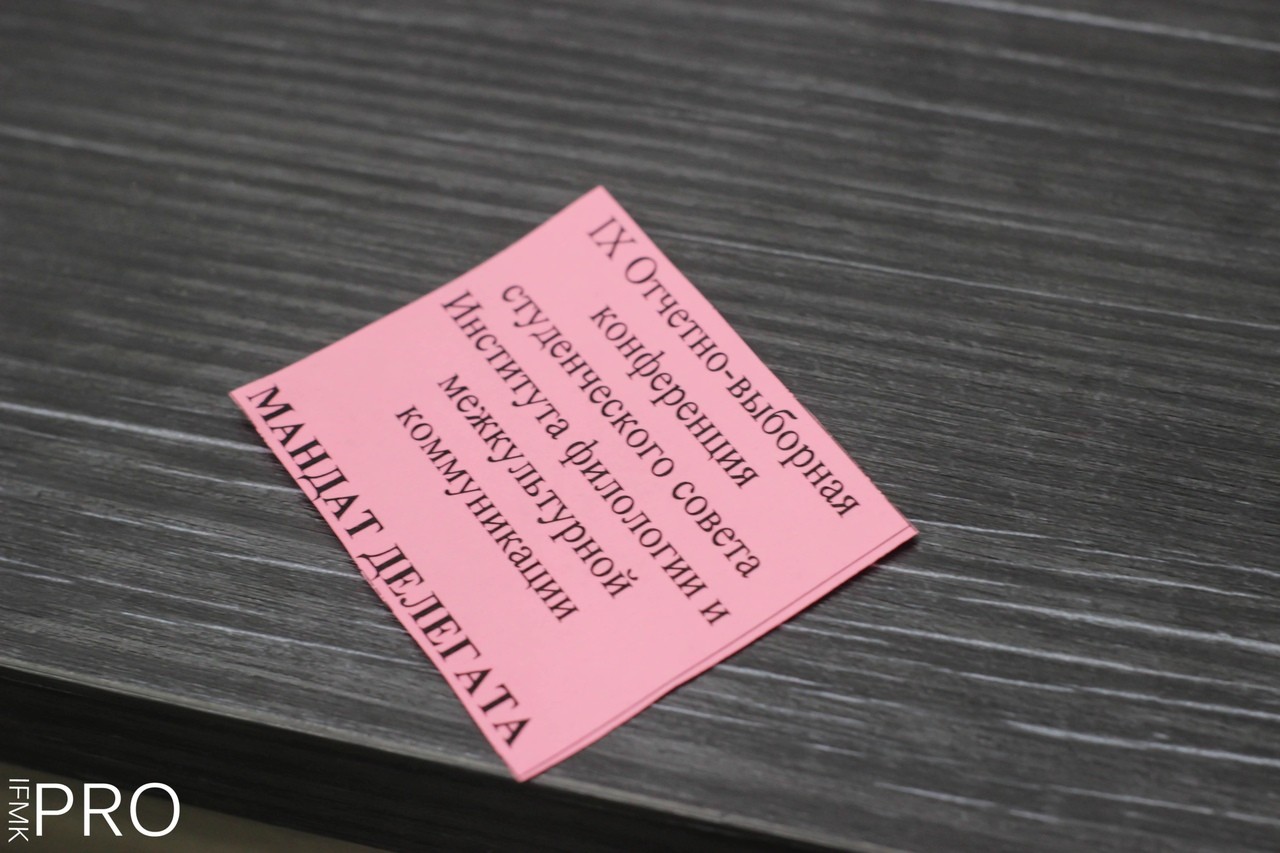 IX Отчетно-выборная
конференция
студенческого совета
Института филологии и
межкультурной
коммуникации
МАНДАТ ДЕЛЕГАТА
IFMK
PRO